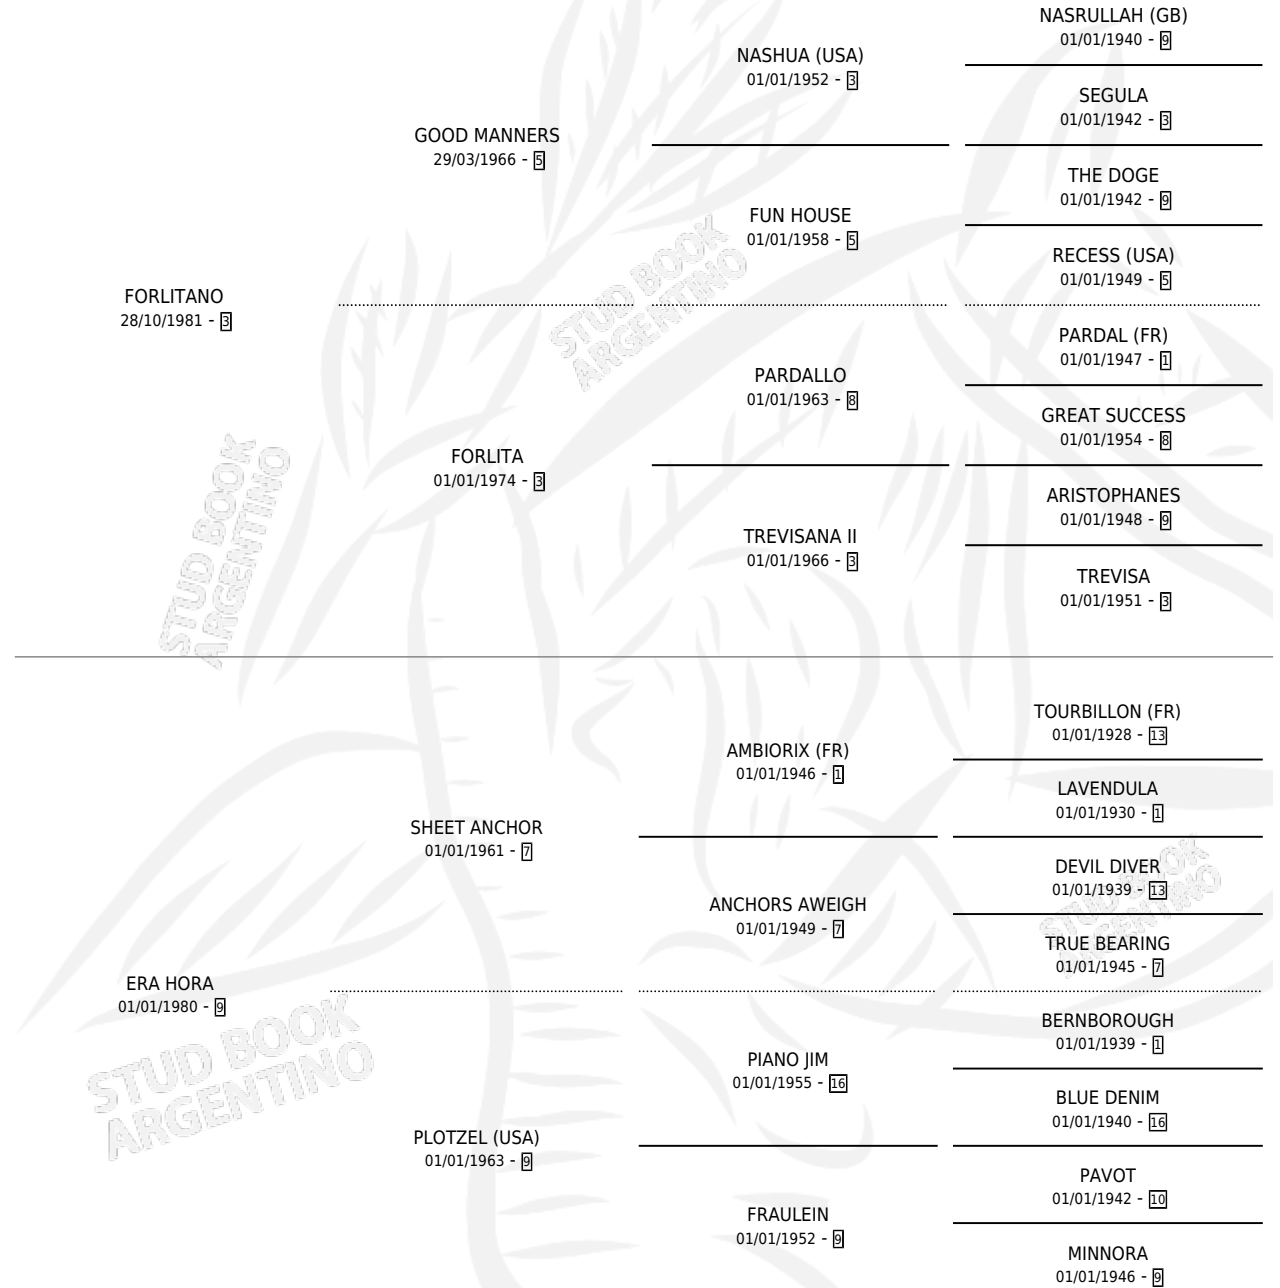 NASRULLAH (GB)
01/01/1940 - 9
NASHUA (USA)
01/01/1952 - 3
SEGULA
01/01/1942 - 3
GOOD MANNERS
29/03/1966 - 5
THE DOGE
01/01/1942 - 9
FUN HOUSE
01/01/1958 - 5
RECESS (USA)
01/01/1949 - 5
FORLITANO
28/10/1981 - 3
STUD BOOK
ARGENTINO
PARDAL (FR)
01/01/1947 - 1
PARDALLO
01/01/1963 - 8
GREAT SUCCESS
01/01/1954 - 8
FORLITA
01/01/1974 - 3
ARISTOPHANES
01/01/1948 - 9
TREVISANA II
01/01/1966 - 3
TREVISA
01/01/1951 - 3
STUD BOOK
ARGENTINO
TOURBILLON (FR)
01/01/1928 - 13
AMBIORIX (FR)
01/01/1946 - 1
LAVENDULA
01/01/1930 - 1
SHEET ANCHOR
01/01/1961 - 7
DEVIL DIVER
01/01/1939 - 13
ANCHORS AWEIGH
01/01/1949 - 7
TRUE BEARING
01/01/1945 - 7
STUD BOOK
ARGENTINO
ERA HORA
01/01/1980 - 9
BERNBOROUGH
01/01/1939 - 1
PIANO JIM
01/01/1955 - 16
BLUE DENIM
01/01/1940 - 16
STUD BOOK
ARGENTINO
PLOTZEL (USA)
01/01/1963 - 9
PAVOT
01/01/1942 - 10
FRAULEIN
01/01/1952 - 9
MINNORA
01/01/1946 - 9